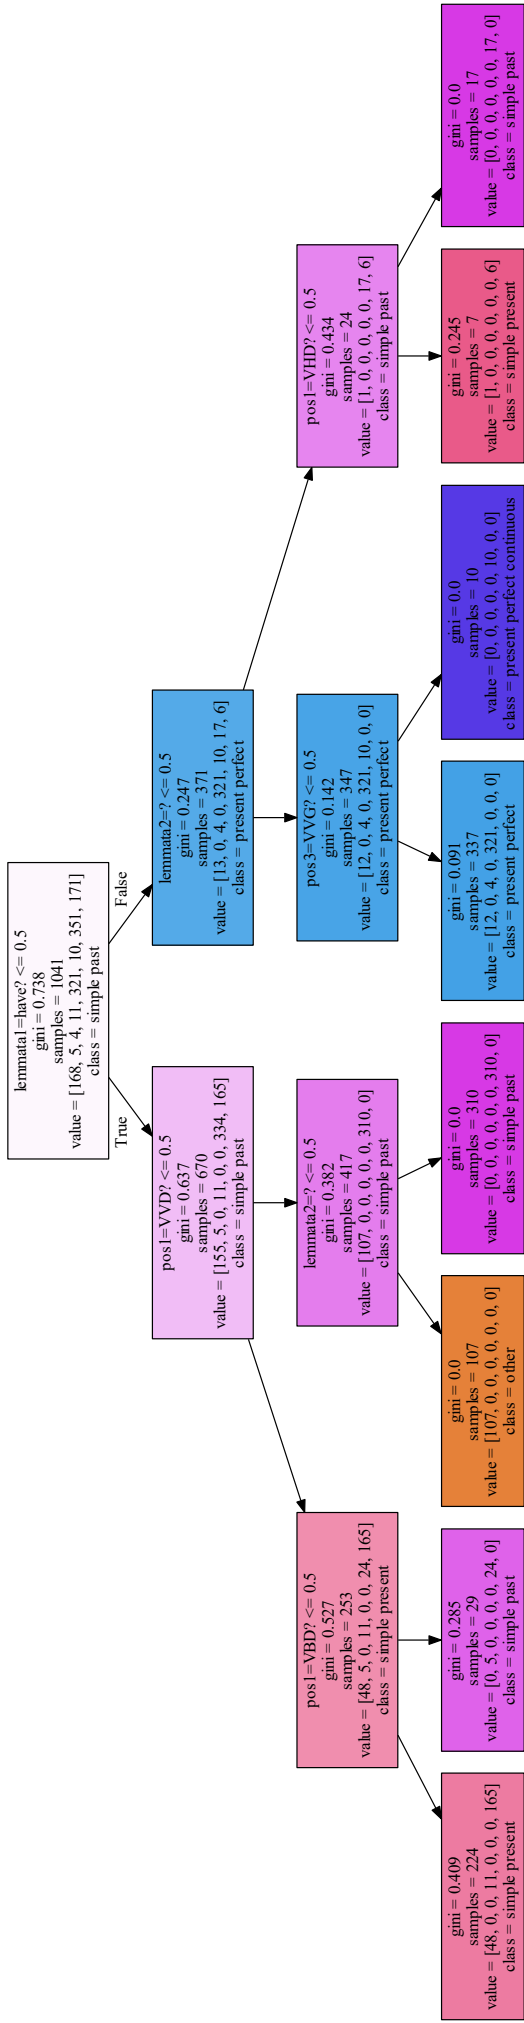 lemmata1=have? <= 0.5
gini = 0.738
samples = 1041
value = [168, 5, 4, 11, 321, 10, 351, 171]
class = simple past
True
False
pos1=VVD? <= 0.5
gini = 0.637
samples = 670
value = [155, 5, 0, 11, 0, 0, 334, 165]
class = simple past
lemmata2=? <= 0.5
gini = 0.247
samples = 371
value = [13, 0, 4, 0, 321, 10, 17, 6]
class = present perfect
pos1=VBD? <= 0.5
gini = 0.527
samples = 253
value = [48, 5, 0, 11, 0, 0, 24, 165]
class = simple present
lemmata2=? <= 0.5
gini = 0.382
samples = 417
value = [107, 0, 0, 0, 0, 0, 310, 0]
class = simple past
pos3=VVG? <= 0.5
gini = 0.142
samples = 347
value = [12, 0, 4, 0, 321, 10, 0, 0]
class = present perfect
pos1=VHD? <= 0.5
gini = 0.434
samples = 24
value = [1, 0, 0, 0, 0, 0, 17, 6]
class = simple past
gini = 0.409
samples = 224
value = [48, 0, 0, 11, 0, 0, 0, 165]
class = simple present
gini = 0.285
samples = 29
value = [0, 5, 0, 0, 0, 0, 24, 0]
class = simple past
gini = 0.0
samples = 107
value = [107, 0, 0, 0, 0, 0, 0, 0]
class = other
gini = 0.0
samples = 310
value = [0, 0, 0, 0, 0, 0, 310, 0]
class = simple past
gini = 0.091
samples = 337
value = [12, 0, 4, 0, 321, 0, 0, 0]
class = present perfect
gini = 0.0
samples = 10
value = [0, 0, 0, 0, 0, 10, 0, 0]
class = present perfect continuous
gini = 0.245
samples = 7
value = [1, 0, 0, 0, 0, 0, 0, 6]
class = simple present
gini = 0.0
samples = 17
value = [0, 0, 0, 0, 0, 0, 17, 0]
class = simple past